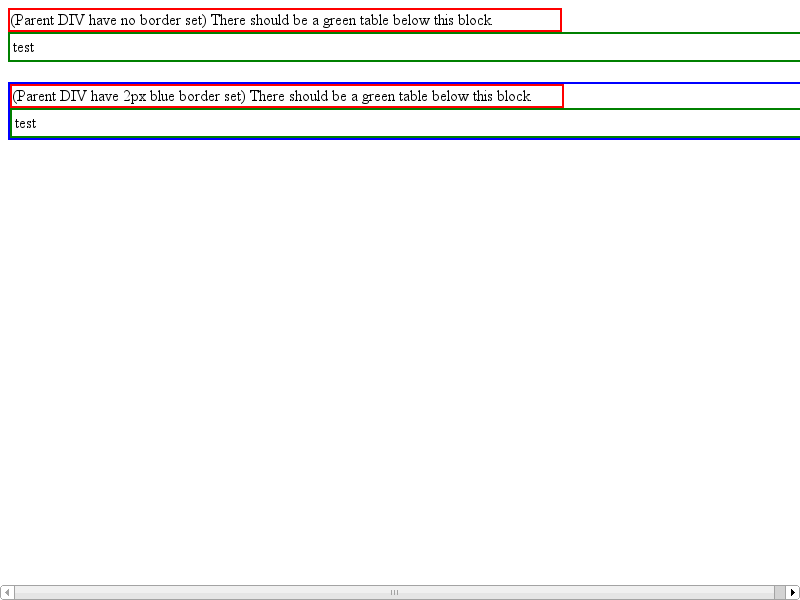 (Parent DIV have no border set) There should be a green table below this block
test
(Parent DIV have 2px blue border set) There should be a green table below this block
test